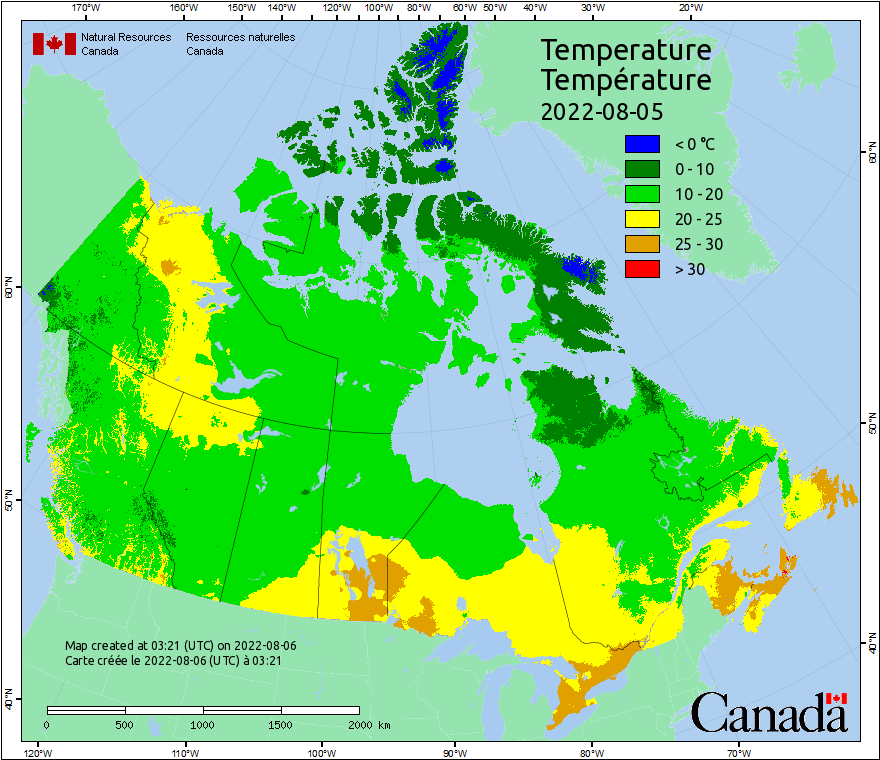 170°W 160°W 150°W 140°W 130°W 120°W 110°W 100°W 90°W 80°W 70°W 60°W 50°W 40°W 30°W 20°W
Natural Resources Ressources naturelles
Canada Canada
Temperature
Température
2022-08-05
< 0 °C
0 - 10
10 - 20
20 - 25
25 - 30
> 30
60°N
60°N
50°N
50°N
40°N
40°N
Map created at 03:21 (UTC) on 2022-08-06
Carte créée le 2022-08-06 (UTC) à 03:21
0 500 1000 1500 2000 km
Canada
120°W 110°W 100°W 90°W 80°W 70°W